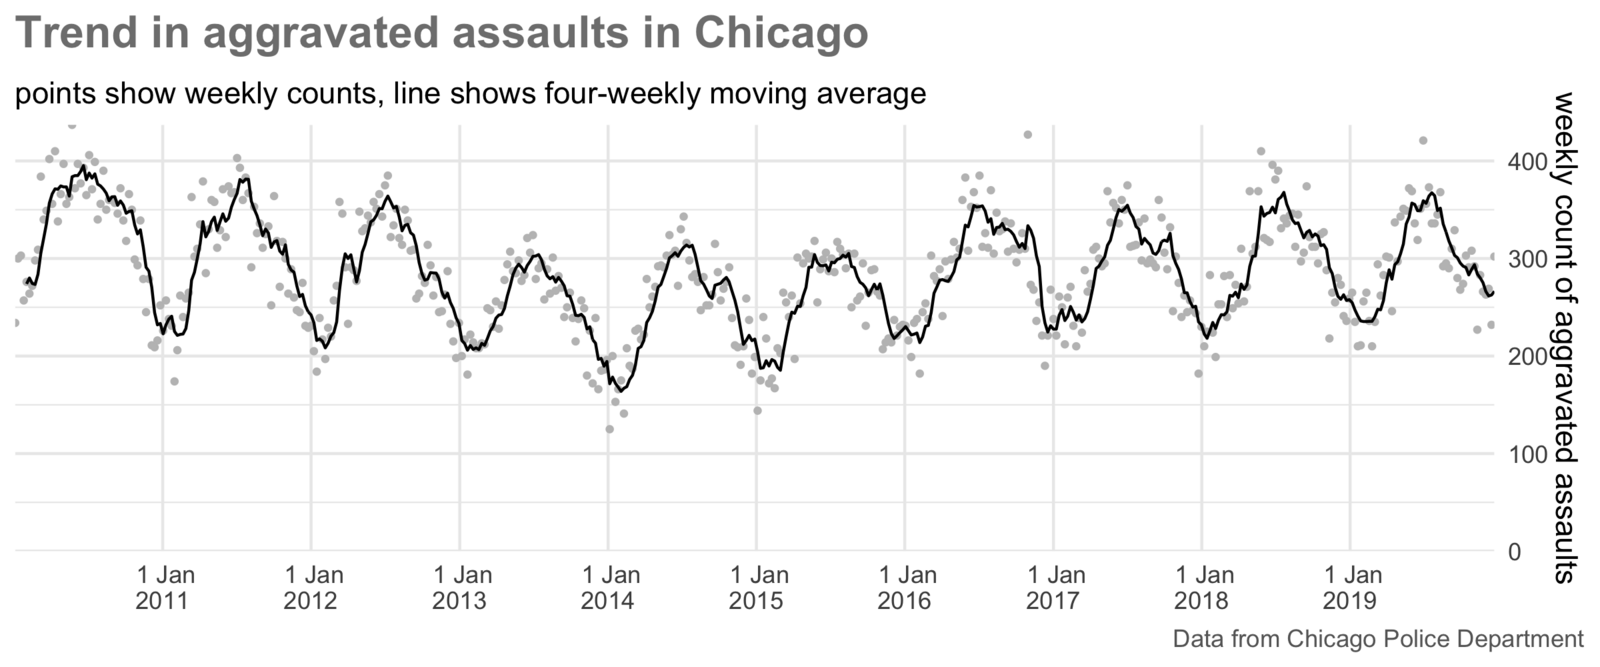 Trend in aggravated assaults in Chicago
points show weekly counts, line shows four-weekly moving average
weekly count of aggravated assaults
400
300
200
100
0
1 Jan 2011
1 Jan 2012
1 Jan 2013
1 Jan 2014
1 Jan 2015
1 Jan 2016
1 Jan 2017
1 Jan 2018
1 Jan 2019
Data from Chicago Police Department